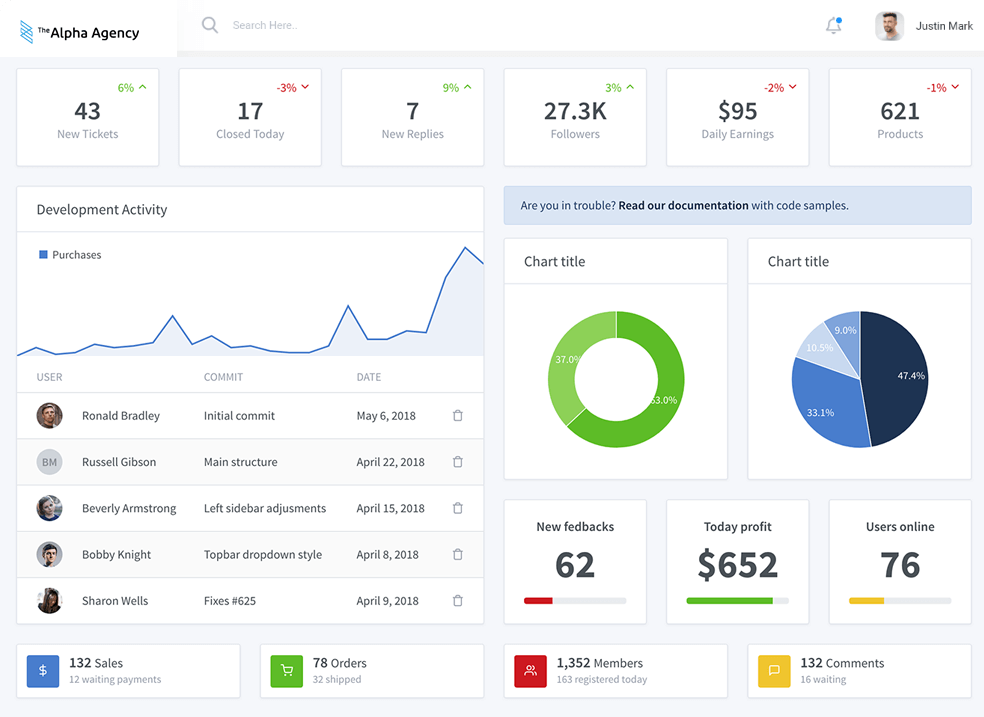 The Alpha Agency
Search Here..
Justin Mark
6%
43
New Tickets
-3%
17
Closed Today
9%
7
New Replies
3%
27.3K
Followers
-2%
$95
Daily Earnings
-1%
621
Products
Development Activity
Purchases
USER COMMIT DATE
Ronald Bradley Initial commit May 6, 2018
BM Russell Gibson Main structure April 22, 2018
Beverly Armstrong Left sidebar adjusments April 15, 2018
Bobby Knight Topbar dropdown style April 8, 2018
Sharon Wells Fixes #625 April 9, 2018
Are you in trouble? Read our documentation with code samples.
Chart title
37.0%
63.0%
Chart title
9.0%
10.5%
47.4%
33.1%
New fedbacks
62
Today profit
$652
Users online
76
$
132 Sales
12 waiting payments
78 Orders
32 shipped
1,352 Members
163 registered today
132 Comments
16 waiting